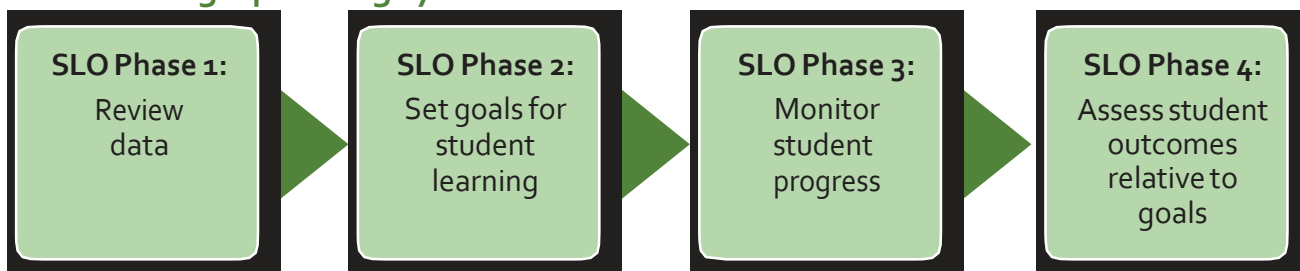 SLO Phase 1:
Review
data
SLO Phase 2:
Set goals for
student
learning
SLO Phase 3:
Monitor
student
progress
SLO Phase 4:
Assess student
outcomes
relative to
goals